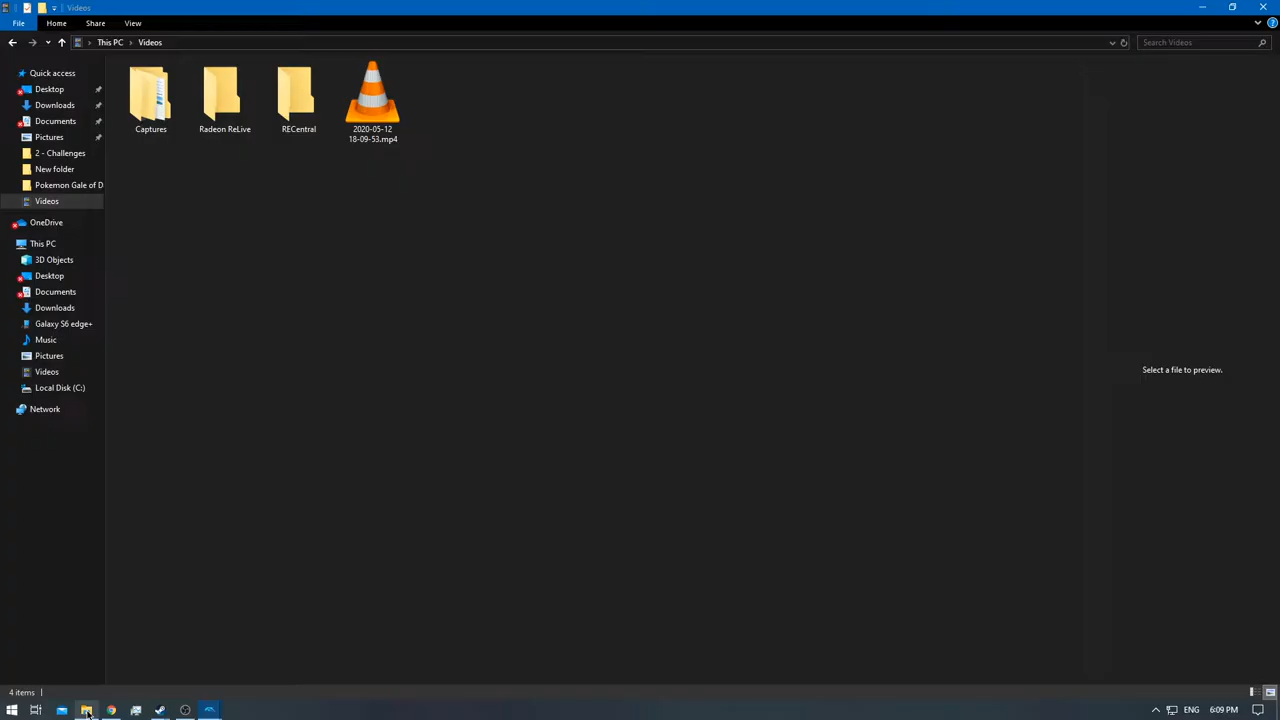 Videos
File Home Share View
This PC Videos
Search Videos
Quick access
Desktop
Downloads
Documents
Pictures
2 - Challenges
New folder
Pokemon Gale of D
Videos
OneDrive
This PC
3D Objects
Desktop
Documents
Downloads
Galaxy S6 edge+
Music
Pictures
Videos
Local Disk (C:)
Network
Captures
Radeon ReLive
RECentral
2020-05-12
18-09-53.mp4
Select a file to preview.
4 items
ENG 6:09 PM